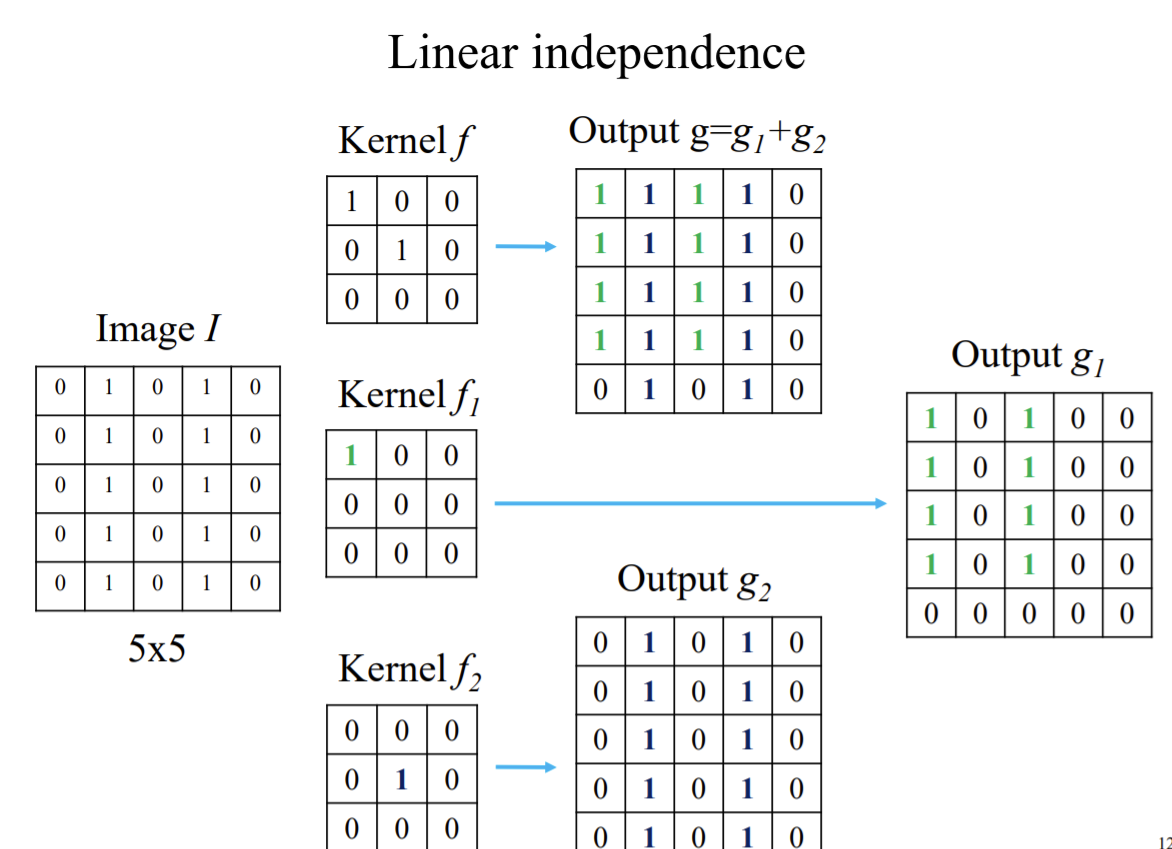 Linear independence
Kernel f
1 0 0
0 1 0
0 0 0
Output g=g1+g2
1 1 1 1 0
1 1 1 1 0
1 1 1 1 0
1 1 1 1 0
0 1 0 1 0
Image I
0 1 0 1 0
0 1 0 1 0
0 1 0 1 0
0 1 0 1 0
0 1 0 1 0
5x5
Kernel f1
1 0 0
0 0 0
0 0 0
Output g1
1 0 1 0 0
1 0 1 0 0
1 0 1 0 0
1 0 1 0 0
0 0 0 0 0
Kernel f2
0 0 0
0 1 0
0 0 0
Output g2
0 1 0 1 0
0 1 0 1 0
0 1 0 1 0
0 1 0 1 0
0 1 0 1 0
12